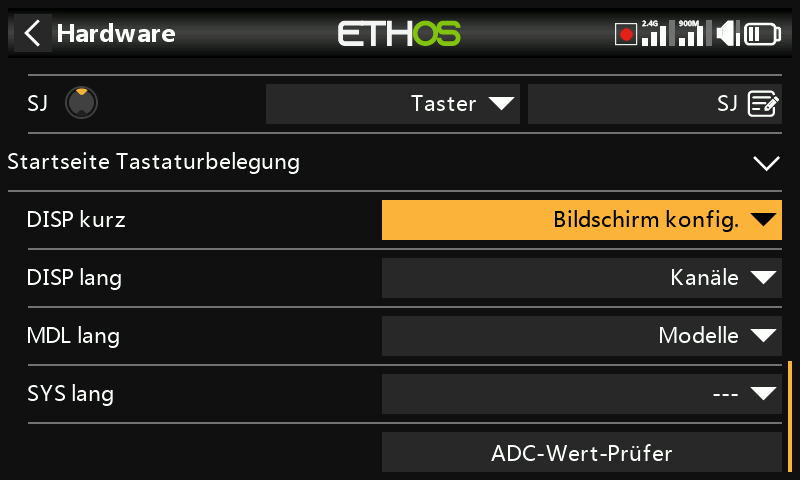 Hardware
ETHOS
2.4G
900M
SJ
Taster
SJ
Startseite Tastaturbelegung
DISP kurz
Bildschirm konfig.
DISP lang
Kanäle
MDL lang
Modelle
SYS lang
---
ADC-Wert-Prüfer